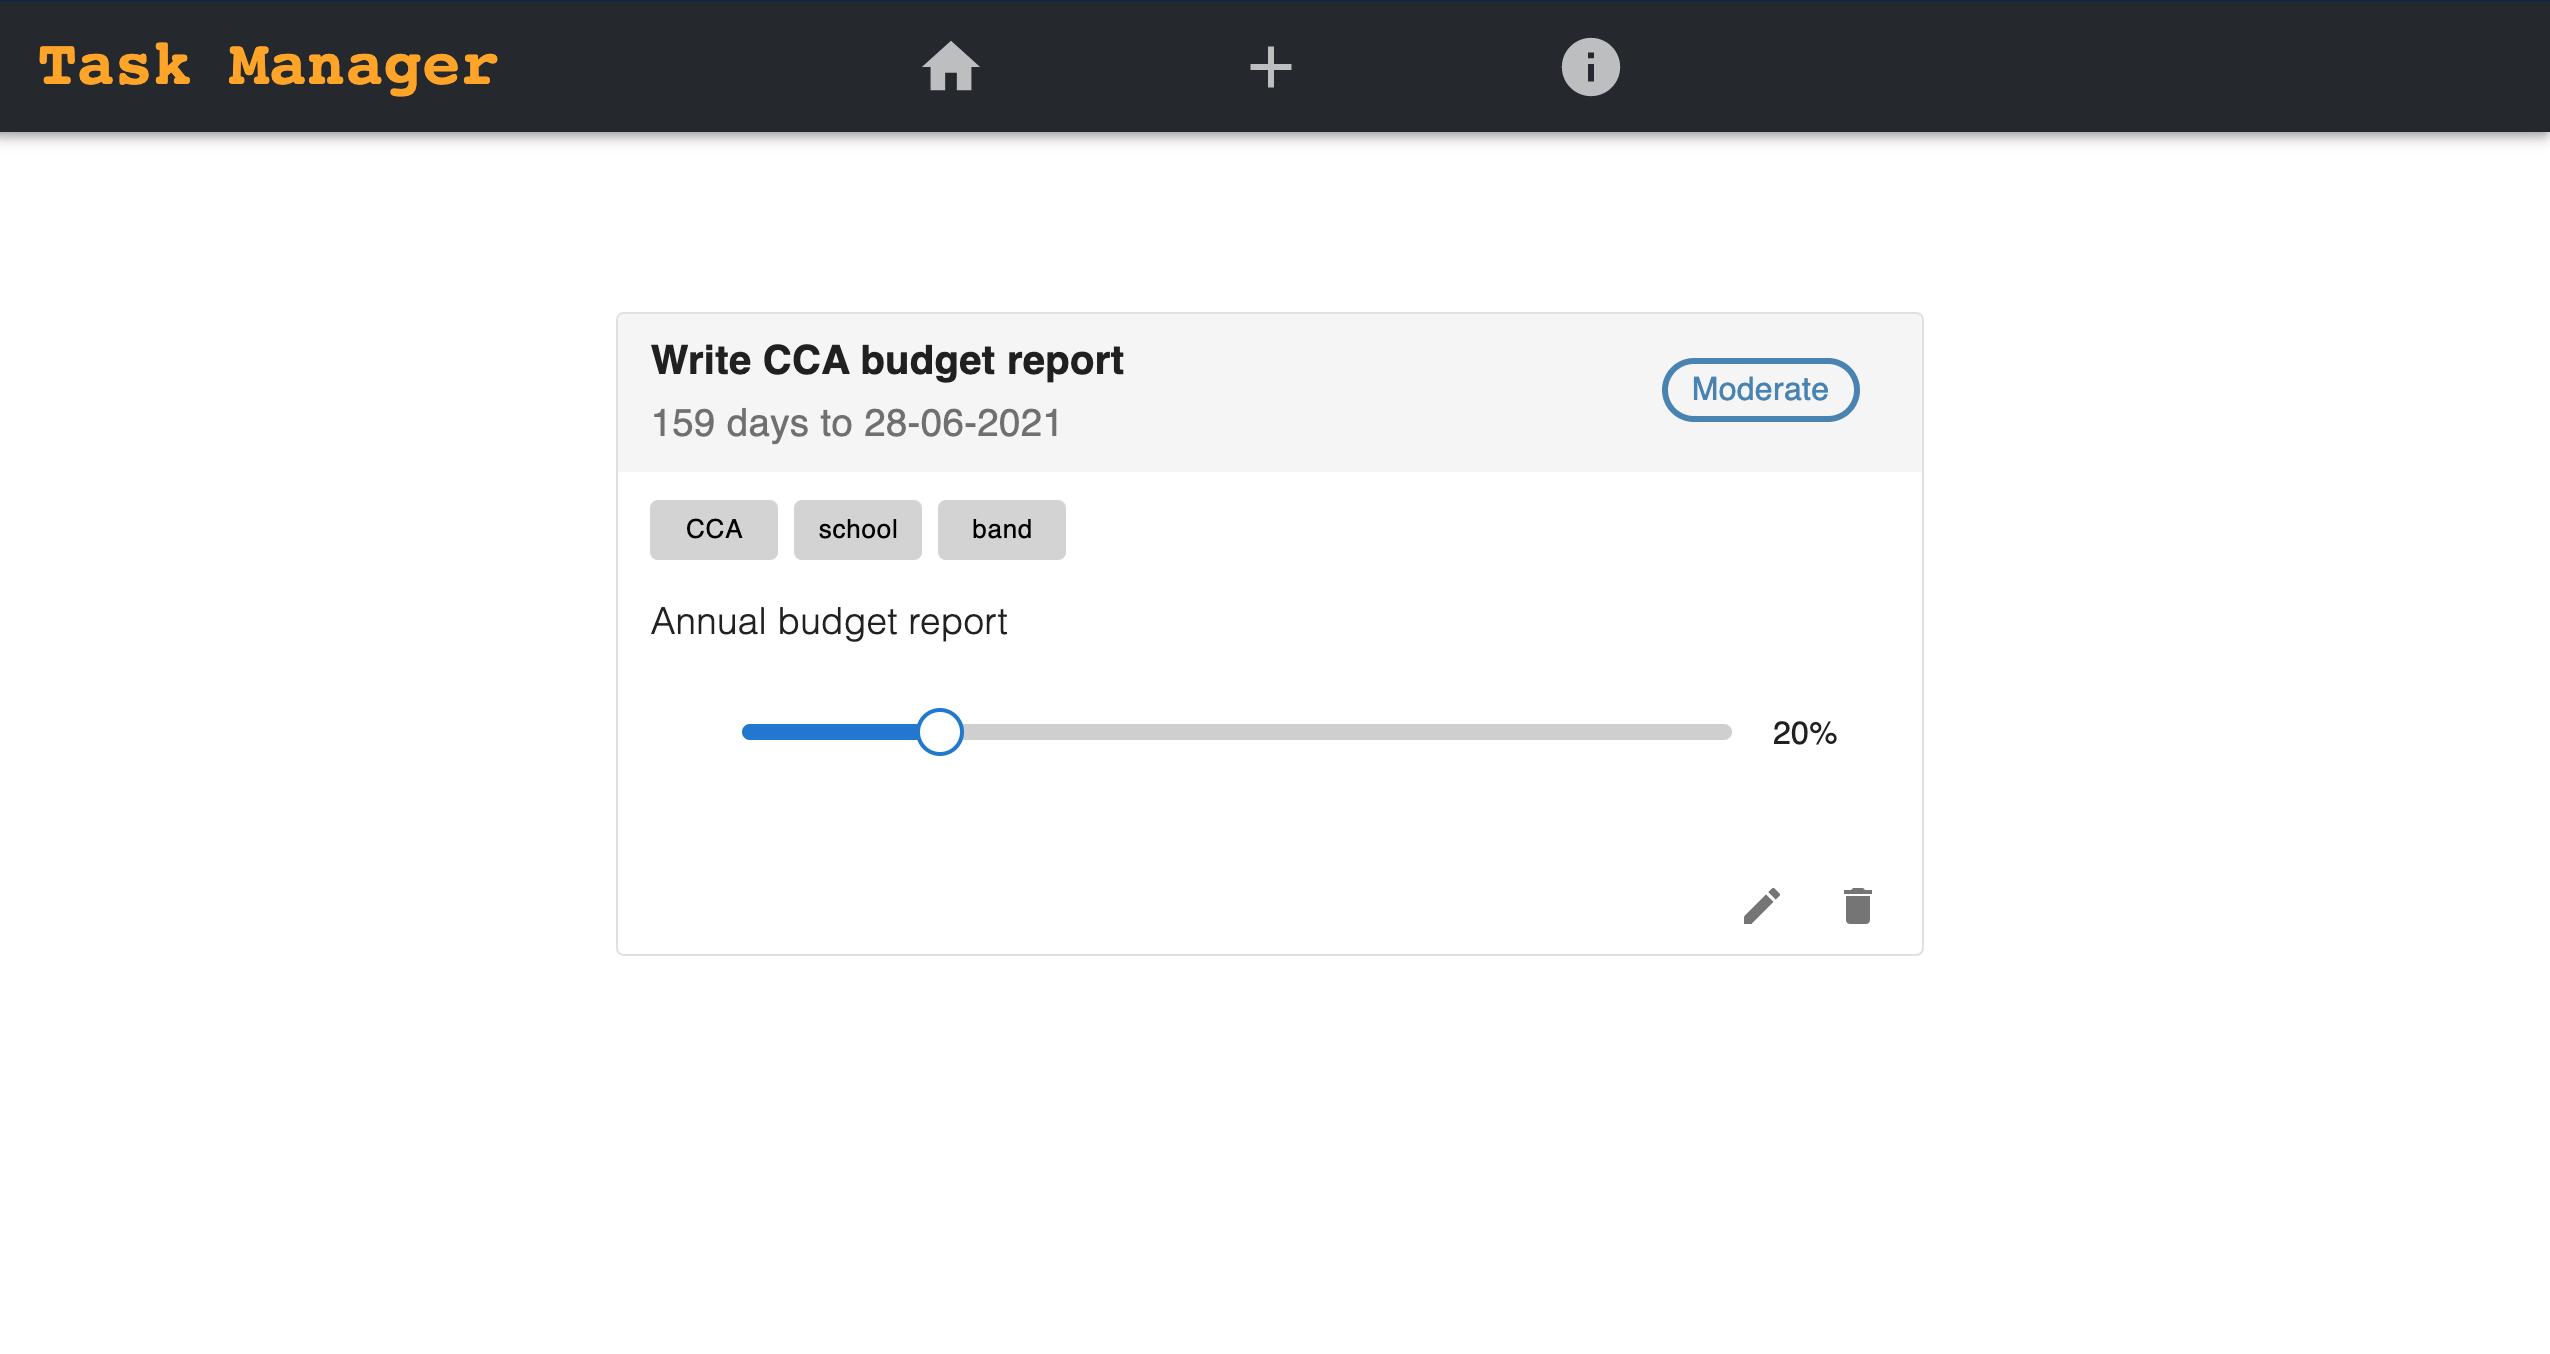 Task Manager
Write CCA budget report
Moderate
159 days to 28-06-2021
CCA school band
Annual budget report
20%